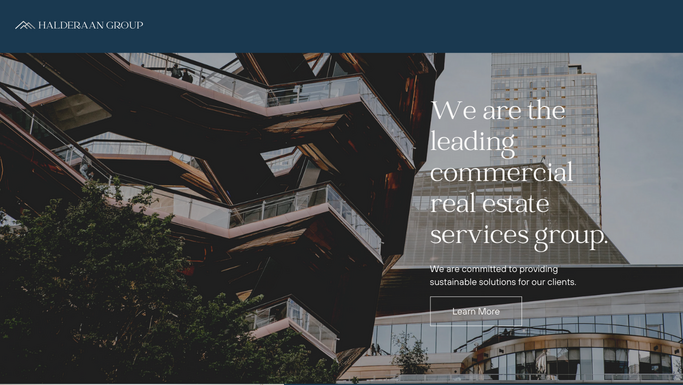 HALDERAAN GROUP
We are the
leading
commercial
real estate
services group.
We are committed to providing
sustainable solutions for our clients.
Learn More